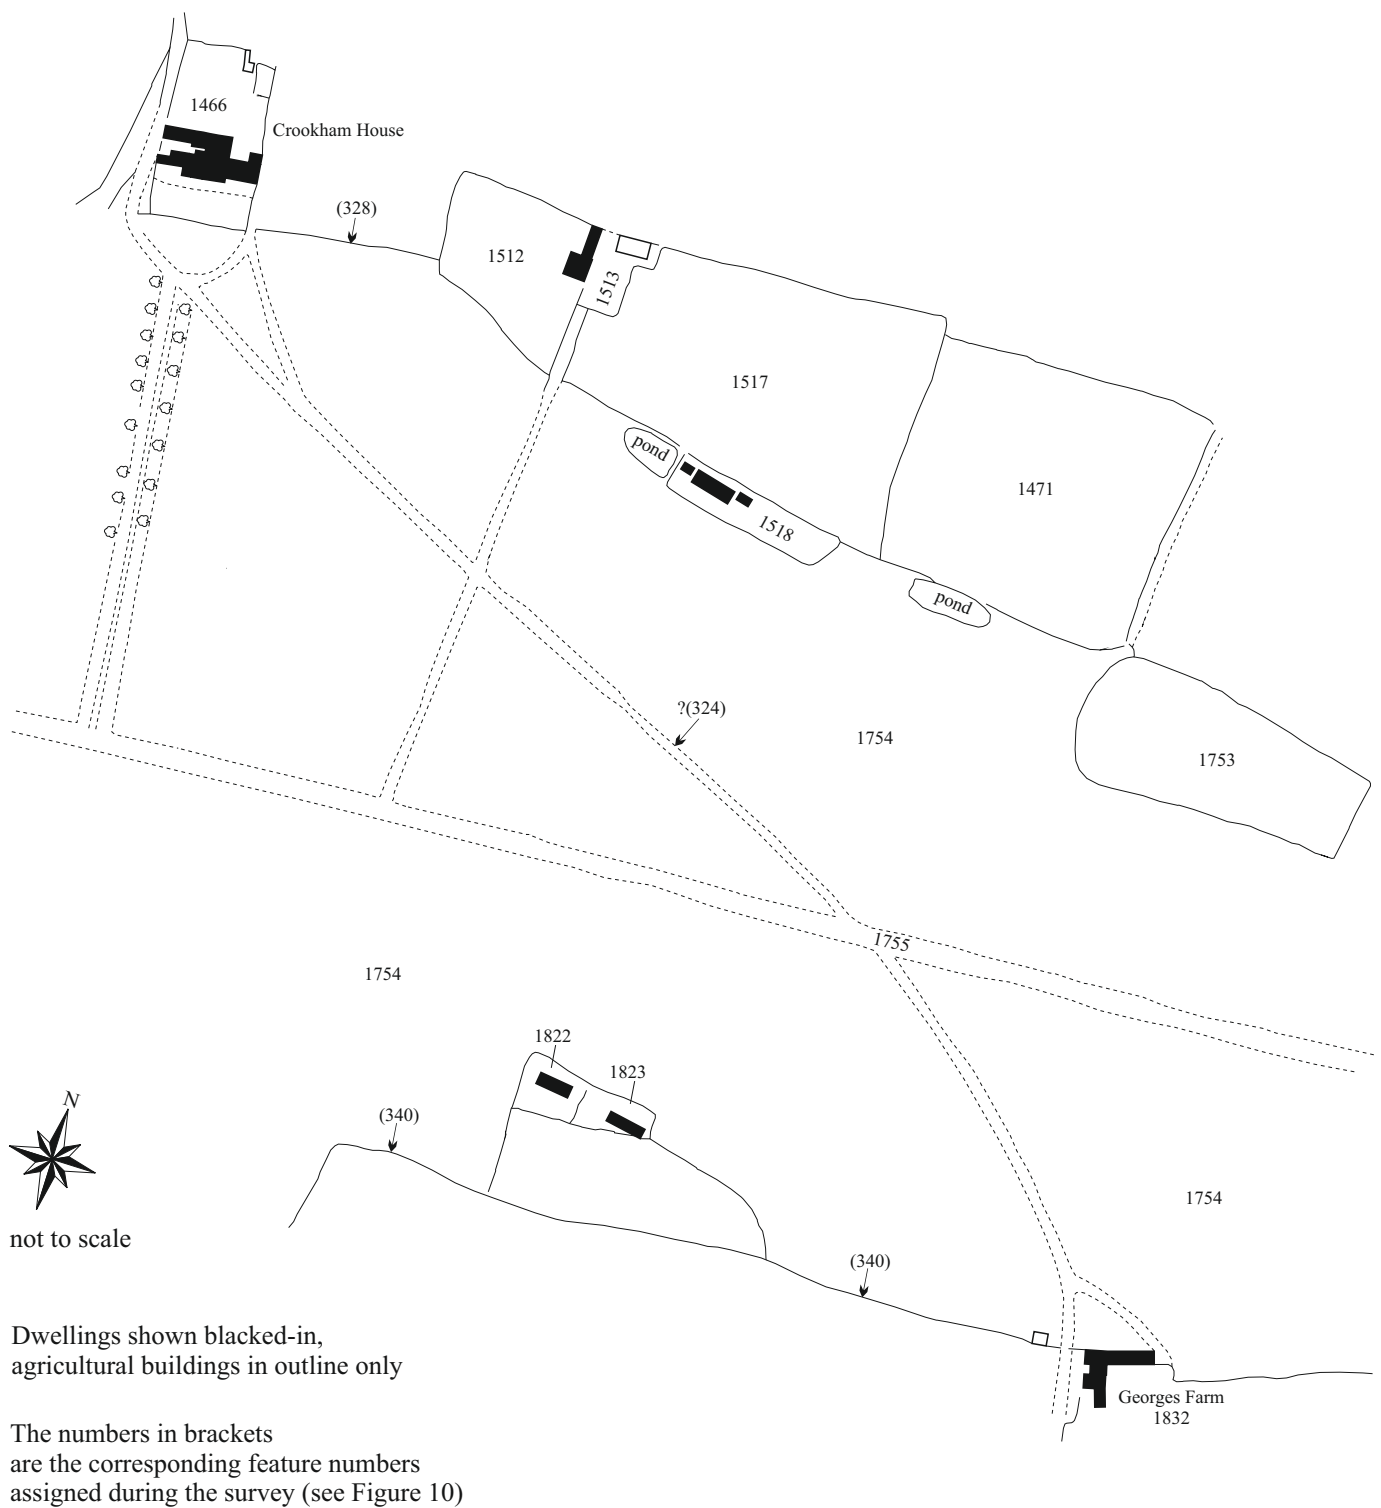 1466
Crookham House
(328)
1512
1513
1517
pond
1518
1471
pond
?(324)
1754
1753
1755
1754
1822
1823
N
(340)
1754
not to scale
(340)
Dwellings shown blacked-in,
agricultural buildings in outline only
Georges Farm
1832
The numbers in brackets
are the corresponding feature numbers
assigned during the survey (see Figure 10)